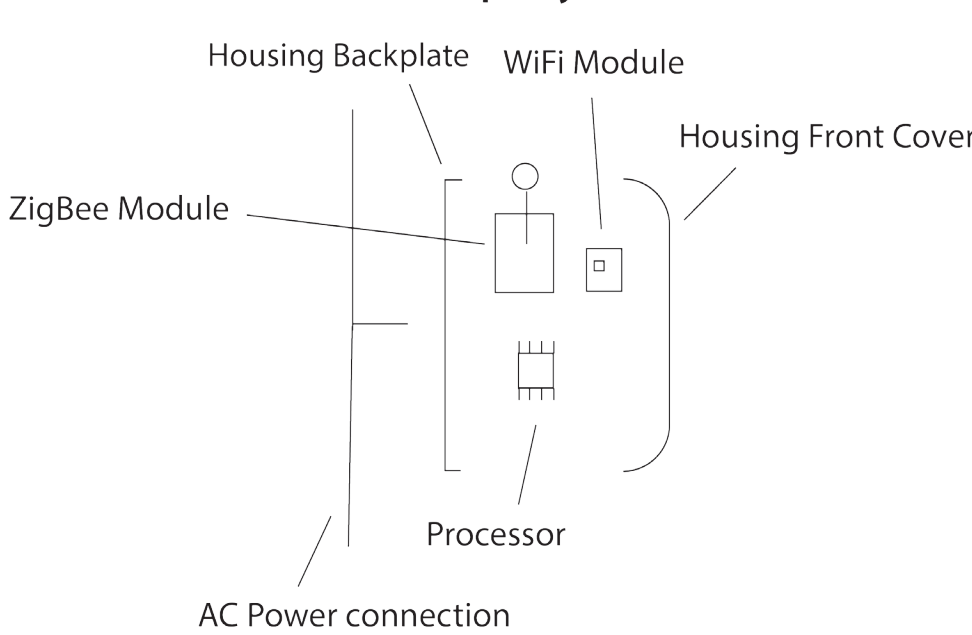 Housing Backplate
WiFi Module
Housing Front Cover
ZigBee Module
Processor
AC Power connection